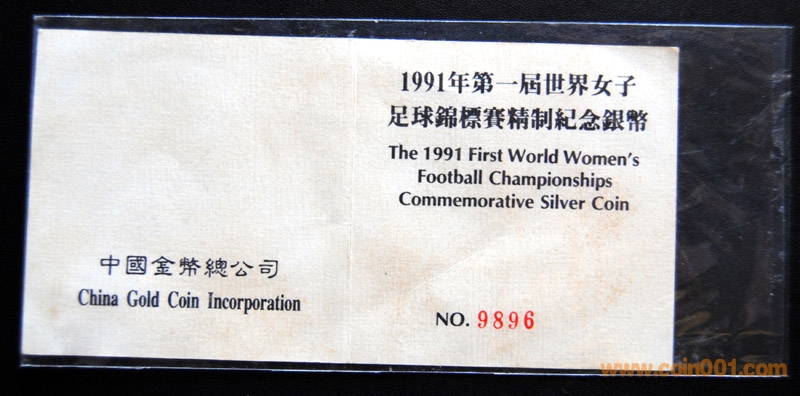 1991年第一屆世界女子
足球錦標賽精制紀念銀幣
The 1991 First World Women's
Football Championships
Commemorative Silver Coin
中國金幣總公司
China Gold Coin Incorporation
NO. 9896
www.coin001.com